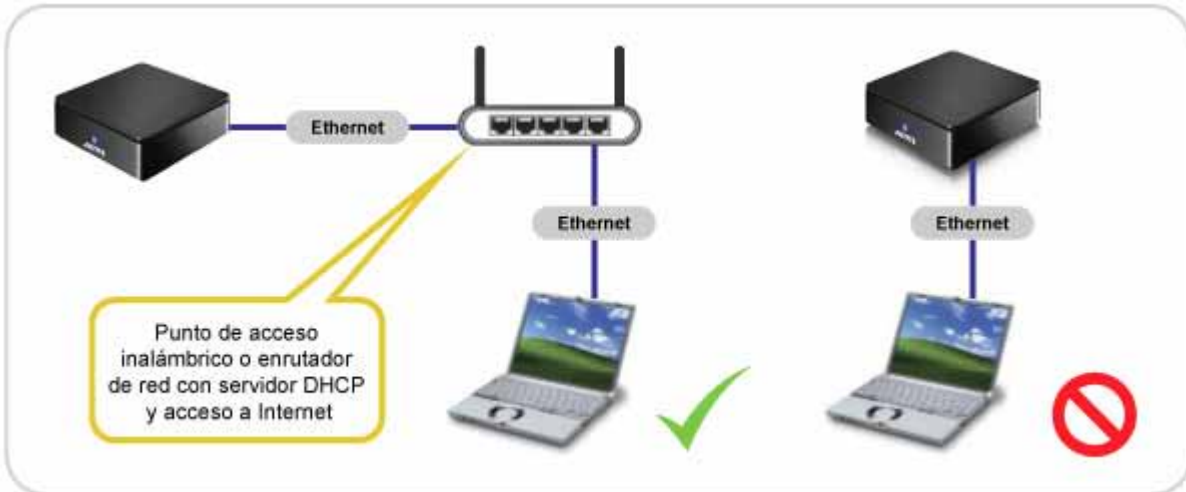 Ethernet
Ethernet
Ethernet
Punto de acceso
inalámbrico o enrutador
de red con servidor DHCP
y acceso a Internet